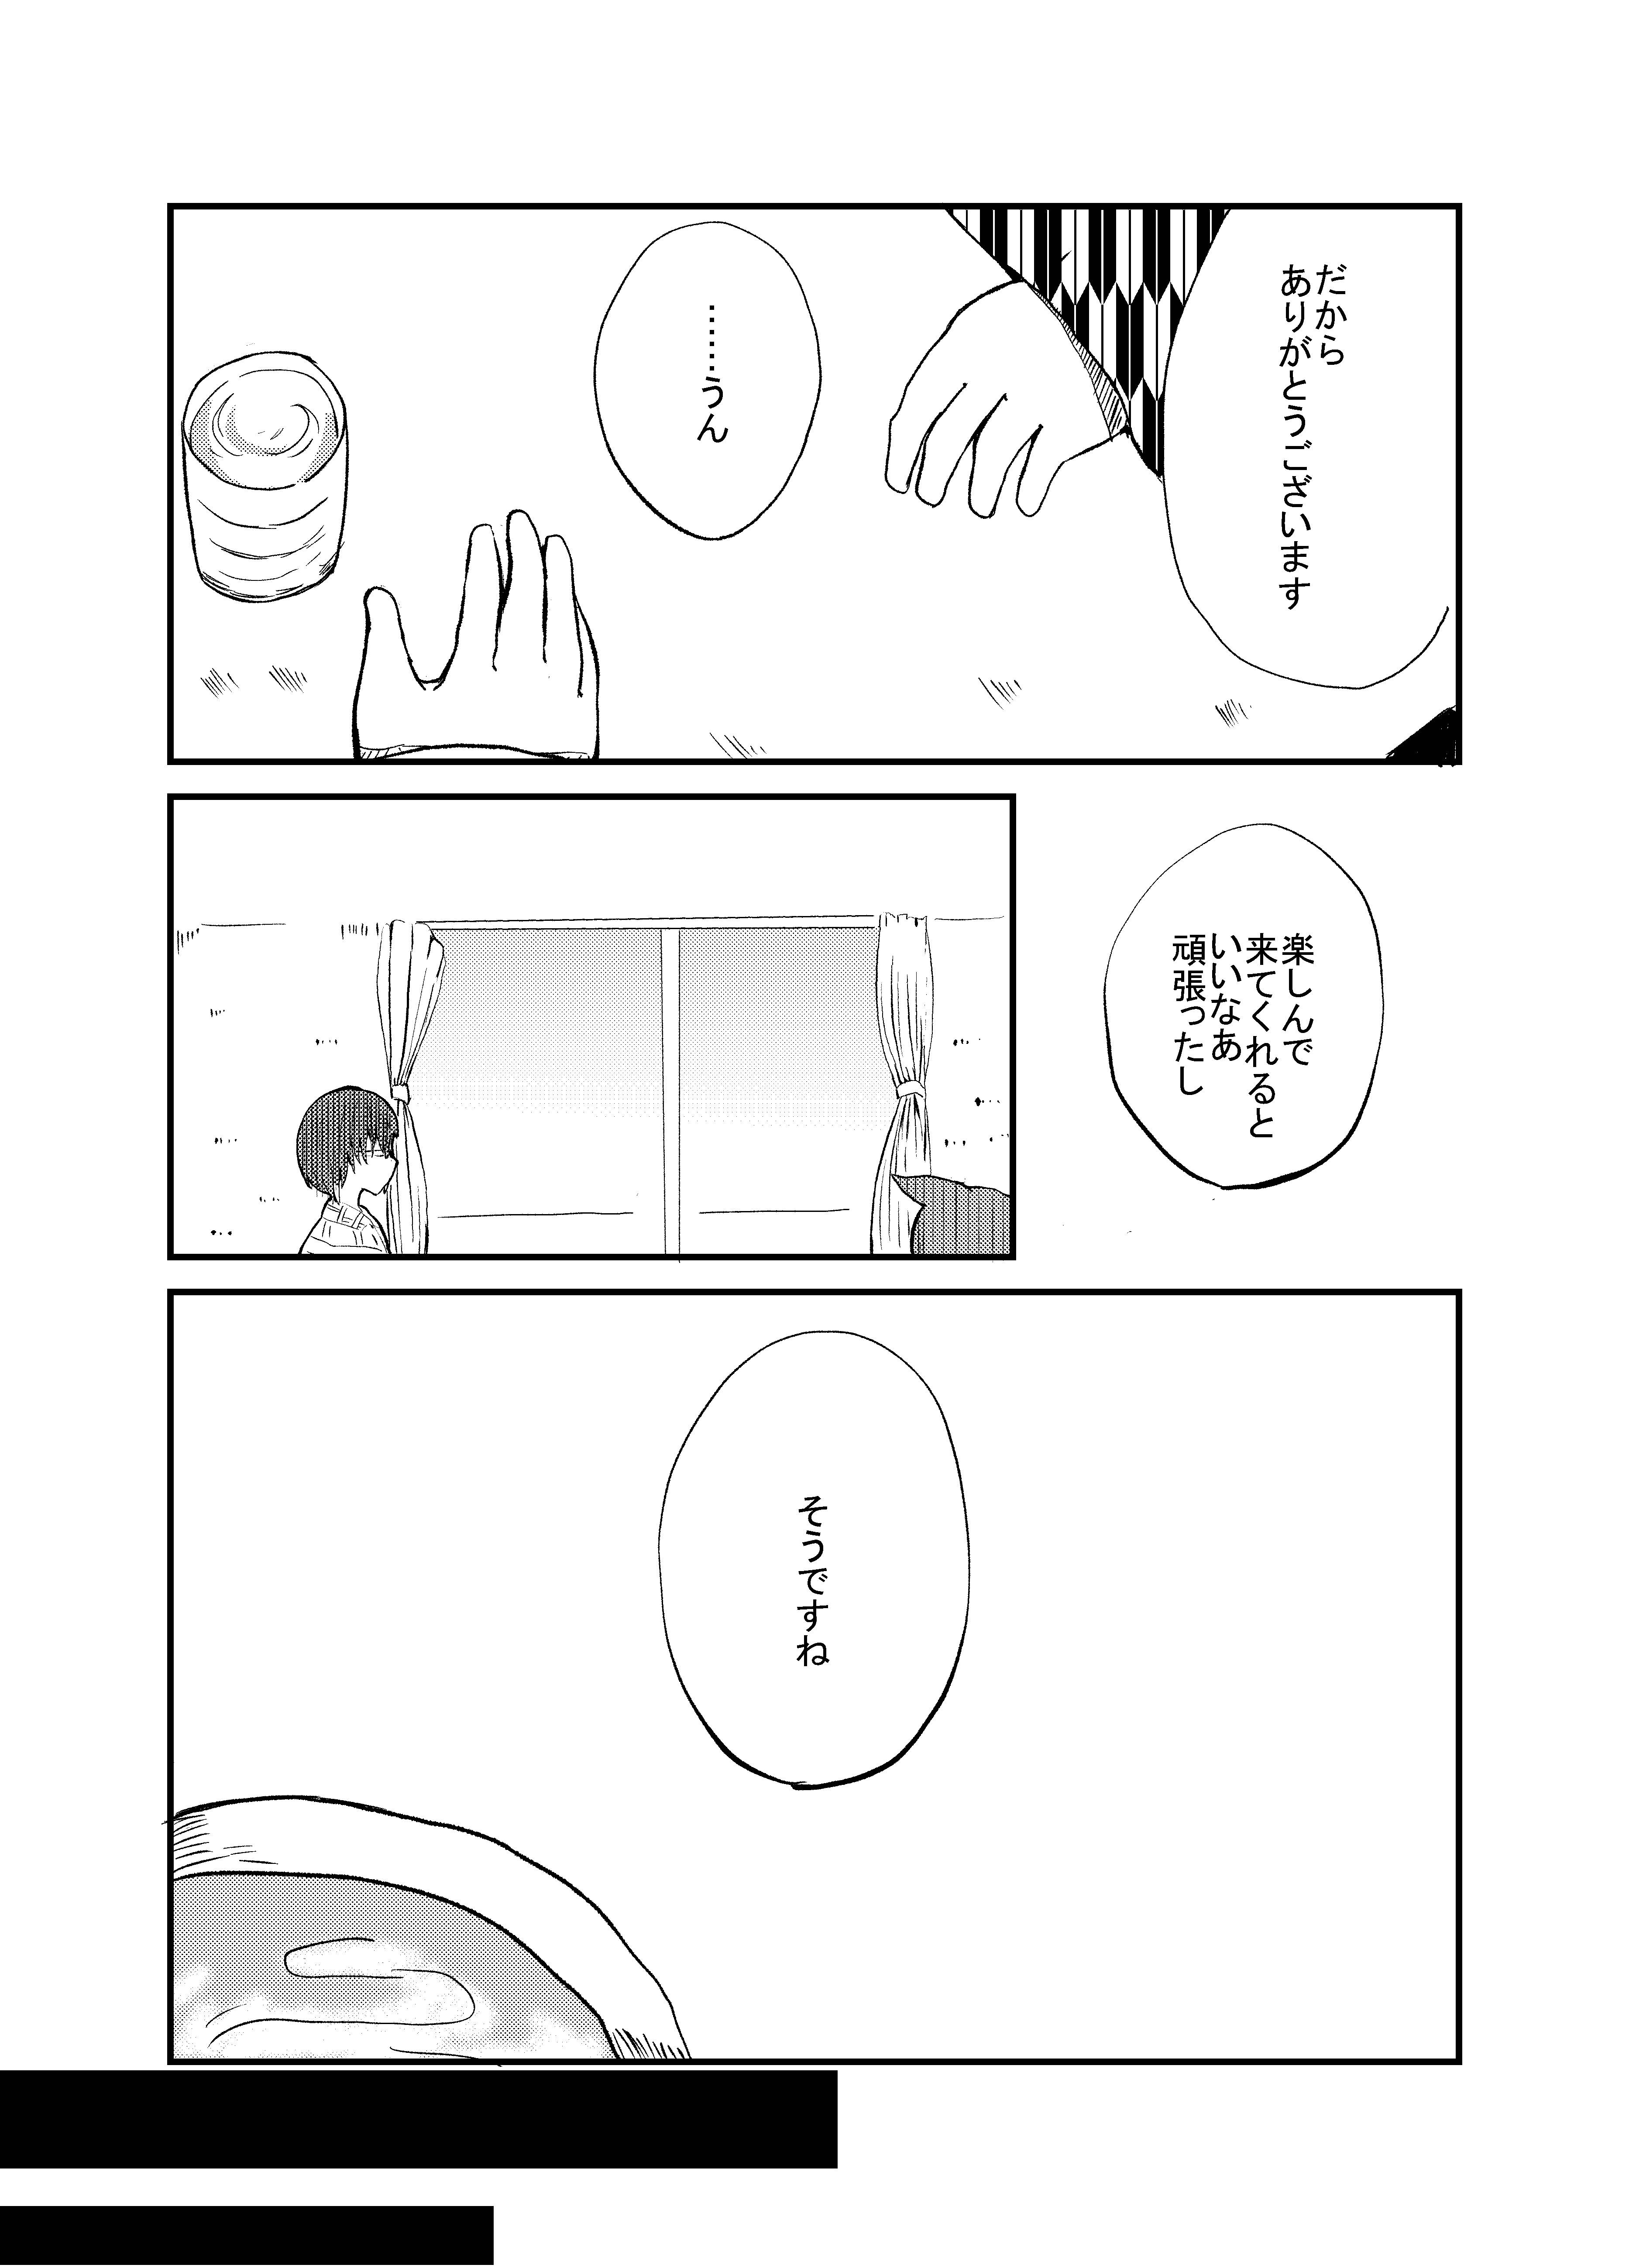 だから
ありがとうございます
……うん
楽しんで
来てくれると
いいなあ
頑張ったし
そうですね